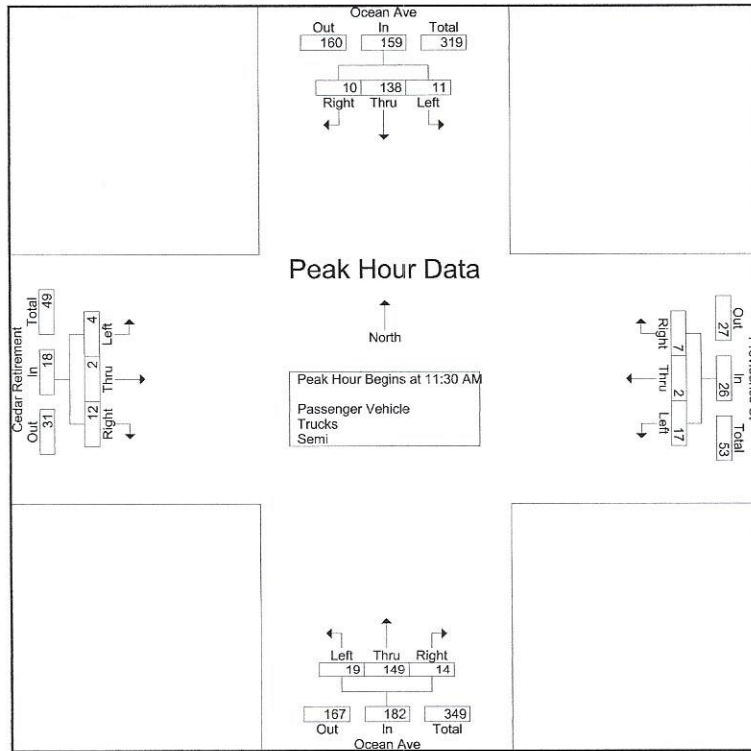 Ocean Ave
Out In Total
160 159 319
10 138 11
Right Thru Left
Peak Hour Data
North
Peak Hour Begins at 11:30 AM
Passenger Vehicle
Trucks
Semi
Cedar Retirement
Out In Total
31 18 49
12 2 4
Right Thru Left
Right Thru Left
7 2 17
Out In Total
27 26 53
Left Thru Right
19 149 14
167 182 349
Out In Total
Ocean Ave